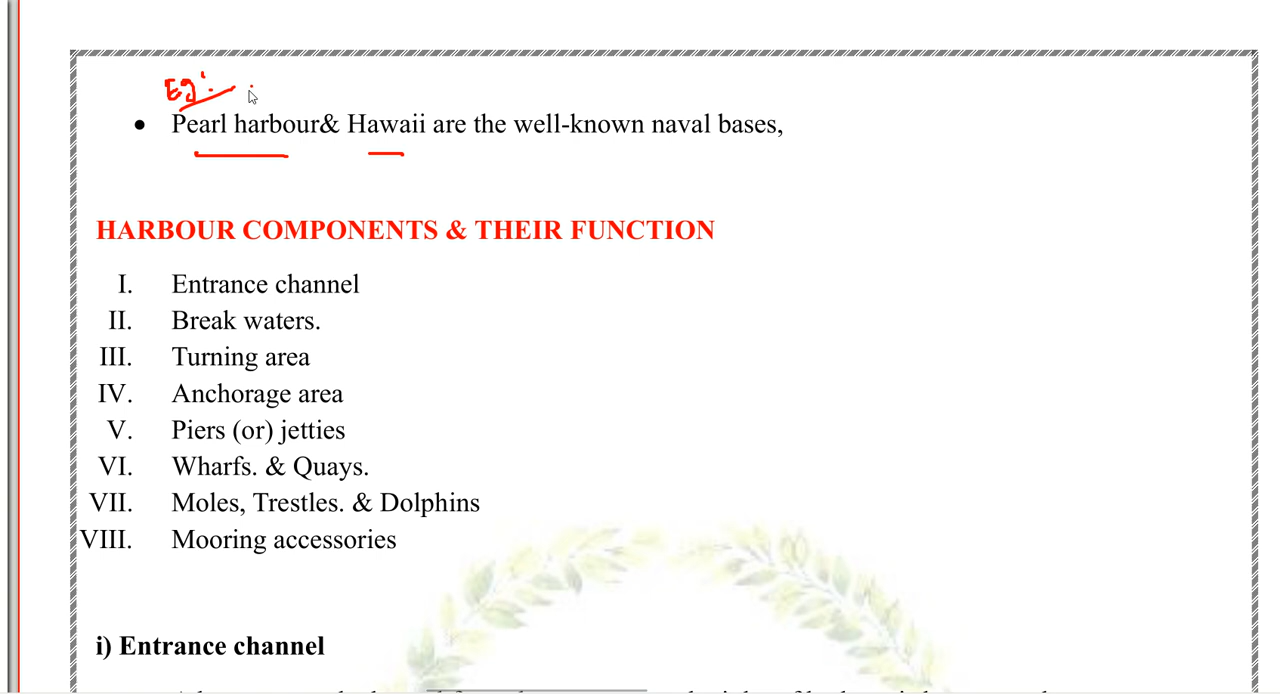 Eg:
• Pearl harbour& Hawaii are the well-known naval bases,
HARBOUR COMPONENTS & THEIR FUNCTION
I. Entrance channel
II. Break waters.
III. Turning area
IV. Anchorage area
V. Piers (or) jetties
VI. Wharfs. & Quays.
VII. Moles, Trestles. & Dolphins
VIII. Mooring accessories
i) Entrance channel